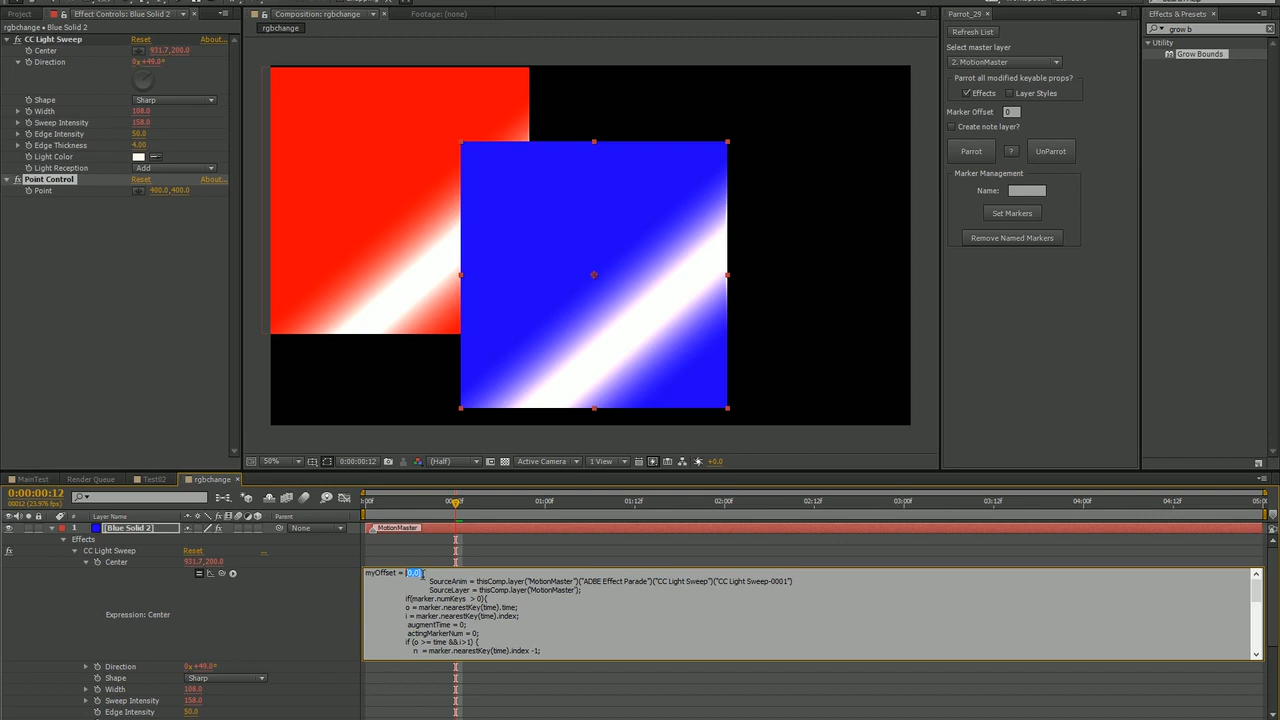 Project
Effect Controls: Blue Solid 2
rgbchange • Blue Solid 2
fx CC Light Sweep Reset About...
Center 931.7,200.0
Direction 0x+49.0°
Shape Sharp
Width 108.0
Sweep Intensity 158.0
Edge Intensity 50.0
Edge Thickness 4.00
Light Color
Light Reception Add
fx Point Control Reset About...
Point 400.0,400.0
Composition: rgbchange
Footage: (none)
rgbchange
50%
0:00:00:12
(Half)
Active Camera
1 View
+0.0
Parrot_29
Refresh List
Select master layer
2. MotionMaster
Parrot all modified keyable props?
Effects Layer Styles
Marker Offset 0
Create note layer?
Parrot ? UnParrot
Marker Management
Name:
Set Markers
Remove Named Markers
Effects & Presets
grow b
Utility
Grow Bounds
MainTest Render Queue Test02 rgbchange
0:00:00:12
00012 (23.976 fps)
# Layer Name Parent
1 [Blue Solid 2] None
Effects
CC Light Sweep Reset ...
Center 931.7,200.0
Expression: Center
Direction 0x+49.0°
Shape Sharp
Width 108.0
Sweep Intensity 158.0
Edge Intensity 50.0
01:00f 01:12f 02:00f 02:12f 03:00f 03:12f 04:00f 04:12f
MotionMaster
myOffset = [0,0]
SourceAnim = thisComp.layer("MotionMaster")("ADBE Effect Parade")("CC Light Sweep")("CC Light Sweep-0001")
SourceLayer = thisComp.layer("MotionMaster");
if(marker.numKeys > 0){
o = marker.nearestKey(time).time;
i = marker.nearestKey(time).index;
augmentTime = 0;
actingMarkerNum = 0;
if (o >= time && i>1) {
n = marker.nearestKey(time).index -1;